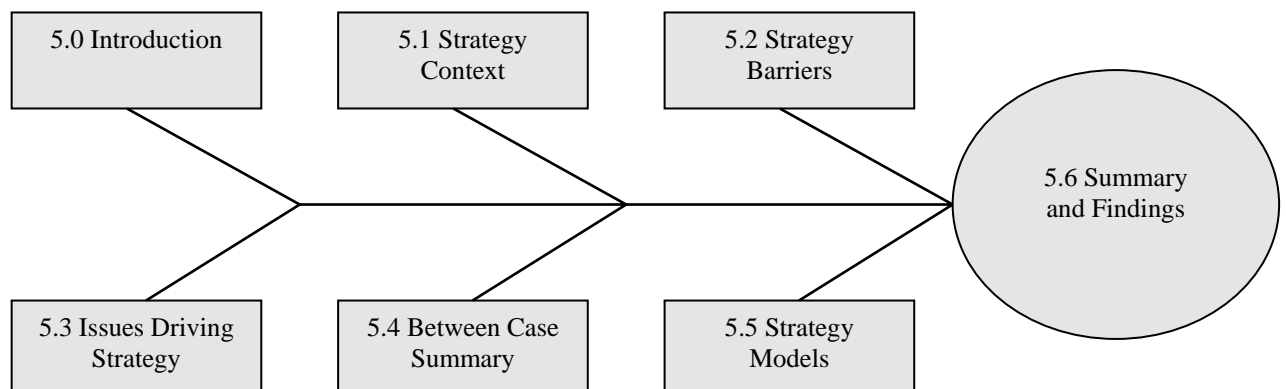 5.0 Introduction
5.1 Strategy
Context
5.2 Strategy
Barriers
5.6 Summary
and Findings
5.3 Issues Driving
Strategy
5.4 Between Case
Summary
5.5 Strategy
Models